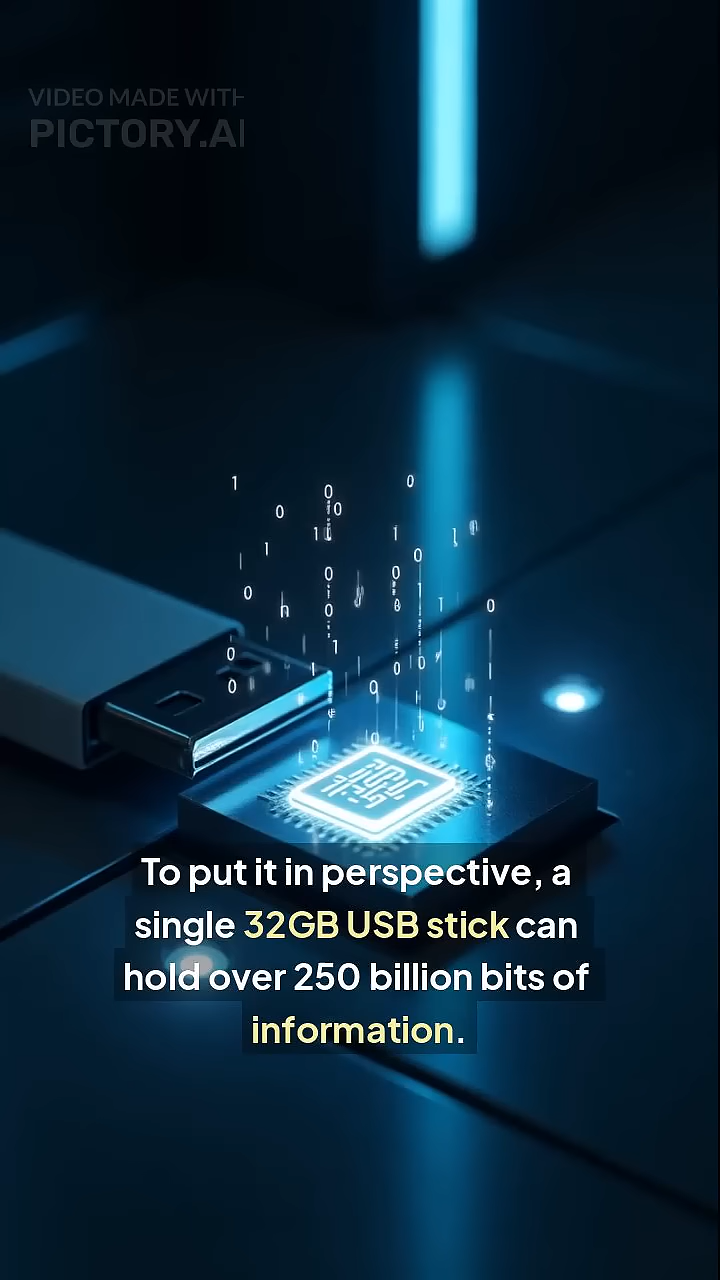 VIDEO MADE WITH
PICTORY.AI
To put it in perspective, a
single 32GB USB stick can
hold over 250 billion bits of
information.